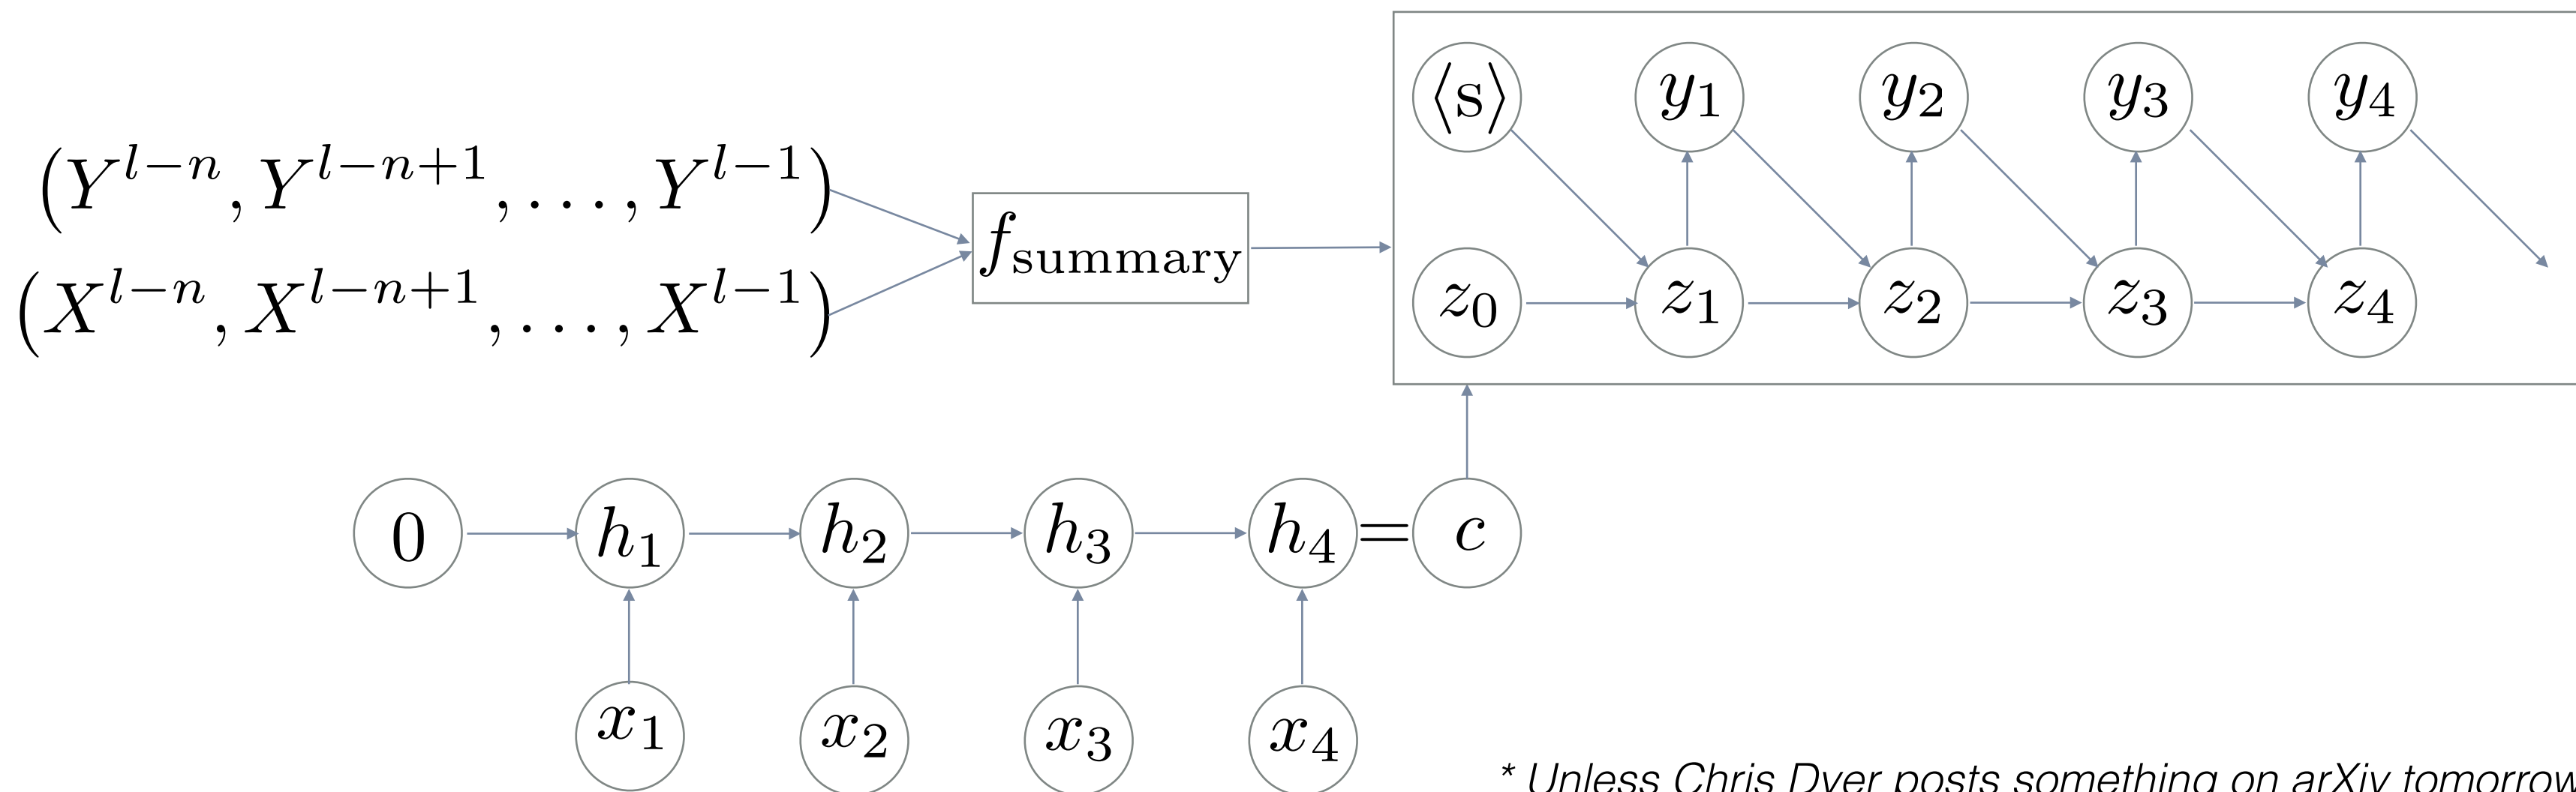 ⟨s⟩ y₁ y₂ y₃ y₄
(Y^{l−n}, Y^{l−n+1}, . . . , Y^{l−1})
f_summary
(X^{l−n}, X^{l−n+1}, . . . . , X^{l−1})
z₀ z₁ z₂ z₃ z₄
0 h₁ h₂ h₃ h₄ = c
x₁ x₂ x₃ x₄
* Unless Chris Dyer posts something on arXiv tomorrow